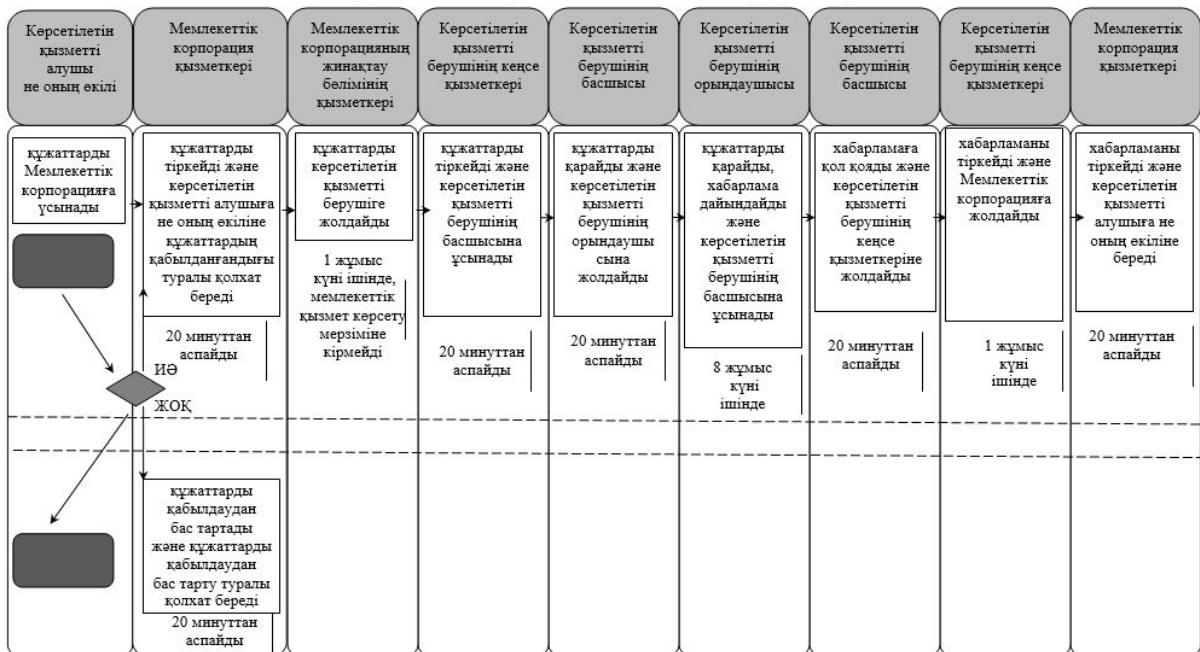 Көрсетілетін
қызметті
алушы
не оның өкілі
Мемлекеттік
корпорация
қызметкері
Мемлекеттік
корпорацияның
жинақтау
бөлімінің
қызметкері
Көрсетілетін
қызметті
берушінің кеңсе
қызметкері
Көрсетілетін
қызметті
берушінің
басшысы
Көрсетілетін
қызметті
берушінің
орындаушысы
Көрсетілетін
қызметті
берушінің
басшысы
Көрсетілетін
қызметті
берушінің кеңсе
қызметкері
Мемлекеттік
корпорация
қызметкері
құжаттарды
Мемлекеттік
корпорацияға
ұсынады
құжаттарды
тіркейді және
көрсетілетін
қызметті алушыға
не оның өкіліне
құжаттардың
қабылданғандығы
туралы қолхат
береді
20 минуттан
аспайды
ИӘ
ЖОҚ
құжаттарды
қабылдаудан
бас тартады
және құжаттарды
қабылдаудан
бас тарту туралы
қолхат береді
20 минуттан
аспайды
құжаттарды
көрсетілетін
қызметті
берушіге
жолдайды
1 жұмыс
күні ішінде,
мемлекеттік
қызмет көрсету
мерзіміне
кірмейді
құжаттарды
тіркейді және
көрсетілетін
қызметті
берушінің
басшысына
ұсынады
20 минуттан
аспайды
құжаттарды
қарайды және
көрсетілетін
қызметті
берушінің
орындаушы
сына
жолдайды
20 минуттан
аспайды
құжаттарды
қарайды,
хабарлама
дайындайды
және
көрсетілетін
қызметті
берушінің
басшысына
ұсынады
8 жұмыс
күні
ішінде
хабарламаға
қол қояды және
көрсетілетін
қызметті
берушінің
кеңсе
қызметкеріне
жолдайды
20 минуттан
аспайды
хабарламаны
тіркейді және
Мемлекеттік
корпорацияға
жолдайды
1 жұмыс
күні
ішінде
хабарламаны
тіркейді және
көрсетілетін
қызметті
алушыға не
оның өкіліне
береді
20 минуттан
аспайды